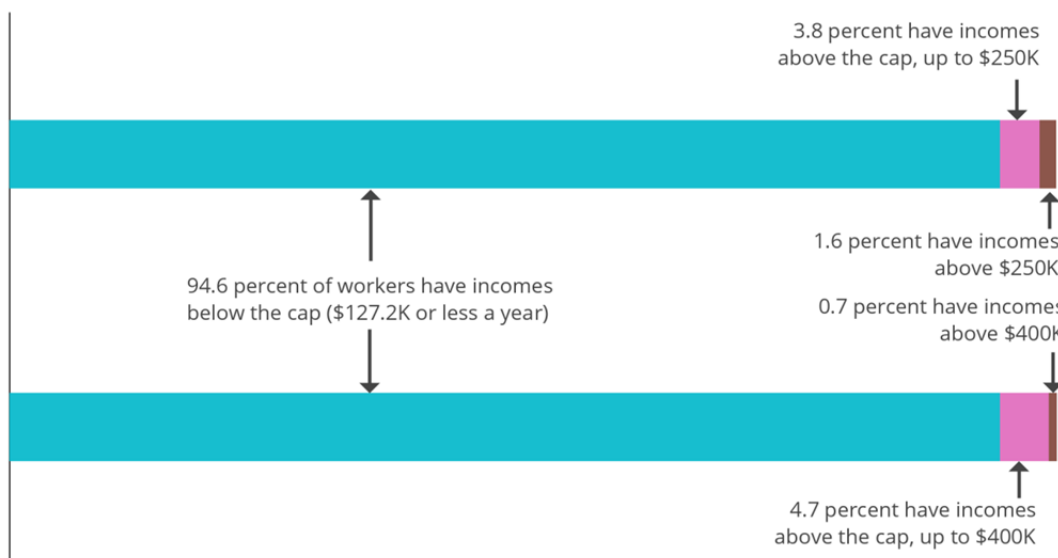 3.8 percent have incomes
above the cap, up to $250K
1.6 percent have incomes
above $250K
94.6 percent of workers have incomes
below the cap ($127.2K or less a year)
0.7 percent have incomes
above $400K
4.7 percent have incomes
above the cap, up to $400K